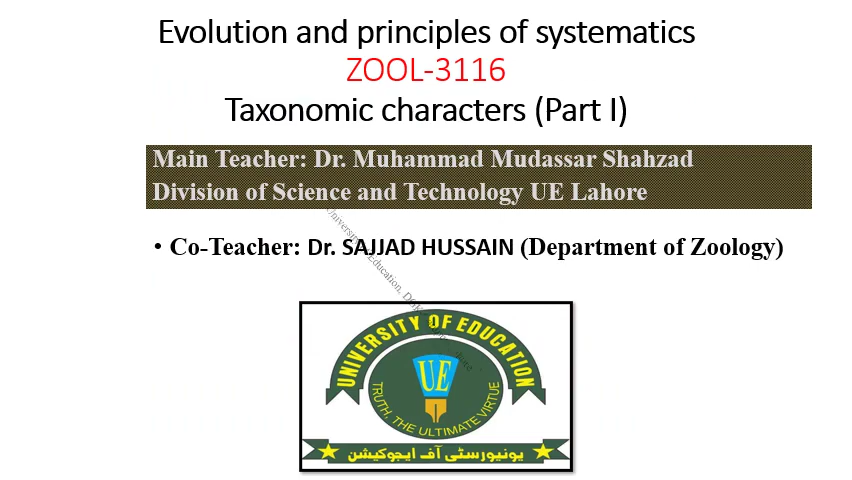 Evolution and principles of systematics
ZOOL-3116
Taxonomic characters (Part I)
Main Teacher: Dr. Muhammad Mudassar Shahzad
Division of Science and Technology UE Lahore
• Co-Teacher: Dr. SAJJAD HUSSAIN (Department of Zoology)
University Education,
UNIVERSITY OF EDUCATION
UE
TRUTH, THE ULTIMATE VIRTUE
یونیورسٹی آف ایجوکیشن